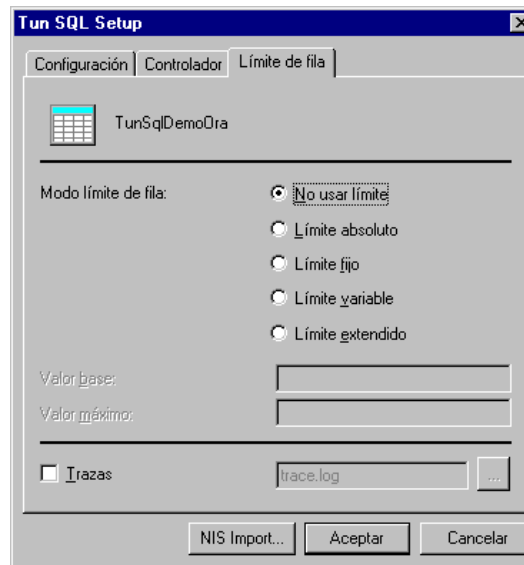 Tun SQL Setup
Configuración Controlador Límite de fila
TunSqlDemoOra
Modo límite de fila: No usar límite
Límite absoluto
Límite fijo
Límite variable
Límite extendido
Valor base:
Valor máximo:
Trazas trace.log ...
NIS Import... Aceptar Cancelar